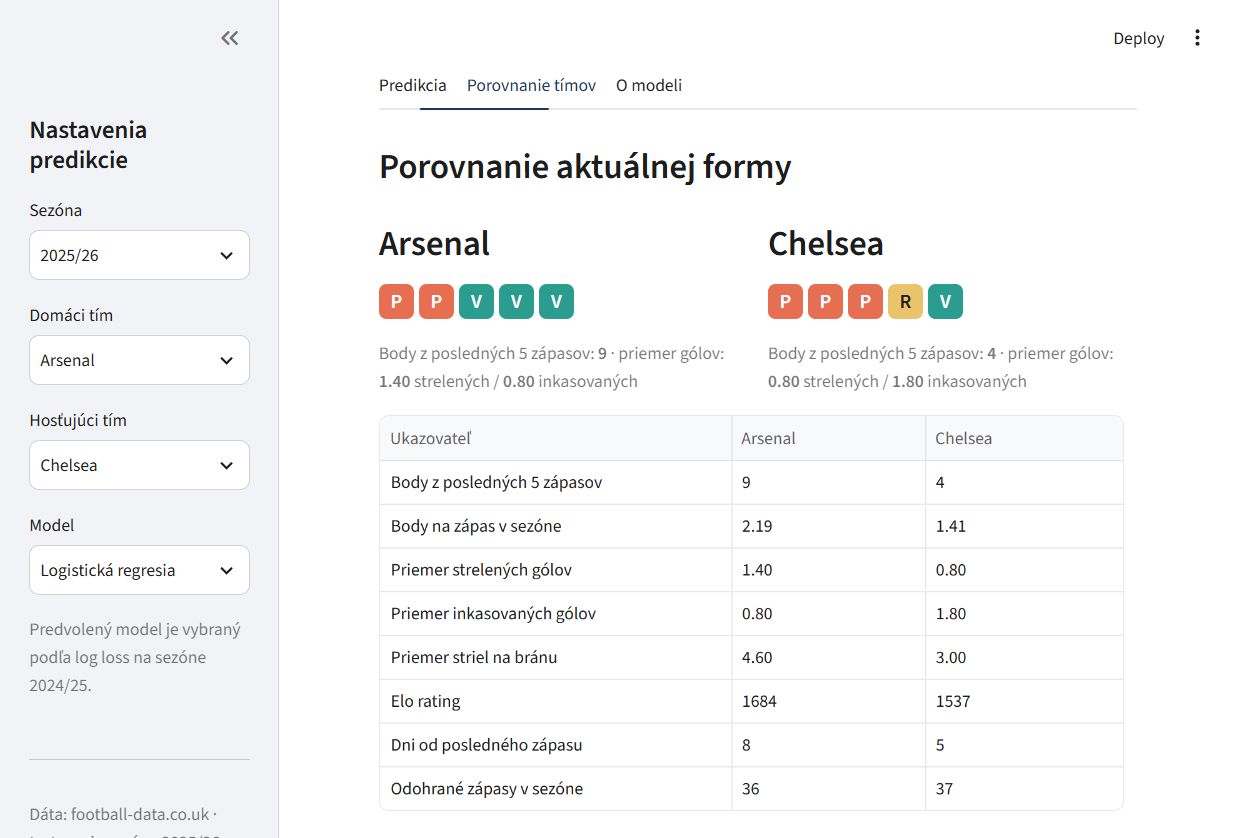 Deploy
Predikcia Porovnanie tímov O modeli
Nastavenia
predikcie
Sezóna
2025/26
Domáci tím
Arsenal
Hosťujúci tím
Chelsea
Model
Logistická regresia
Predvolený model je vybraný
podľa log loss na sezóne
2024/25.
Dáta: football-data.co.uk ·
Porovnanie aktuálnej formy
Arsenal
P P V V V
Body z posledných 5 zápasov: 9 · priemer gólov:
1.40 strelených / 0.80 inkasovaných
Chelsea
P P P R V
Body z posledných 5 zápasov: 4 · priemer gólov:
0.80 strelených / 1.80 inkasovaných
Ukazovateľ Arsenal Chelsea
Body z posledných 5 zápasov 9 4
Body na zápas v sezóne 2.19 1.41
Priemer strelených gólov 1.40 0.80
Priemer inkasovaných gólov 0.80 1.80
Priemer striel na bránu 4.60 3.00
Elo rating 1684 1537
Dni od posledného zápasu 8 5
Odohrané zápasy v sezóne 36 37